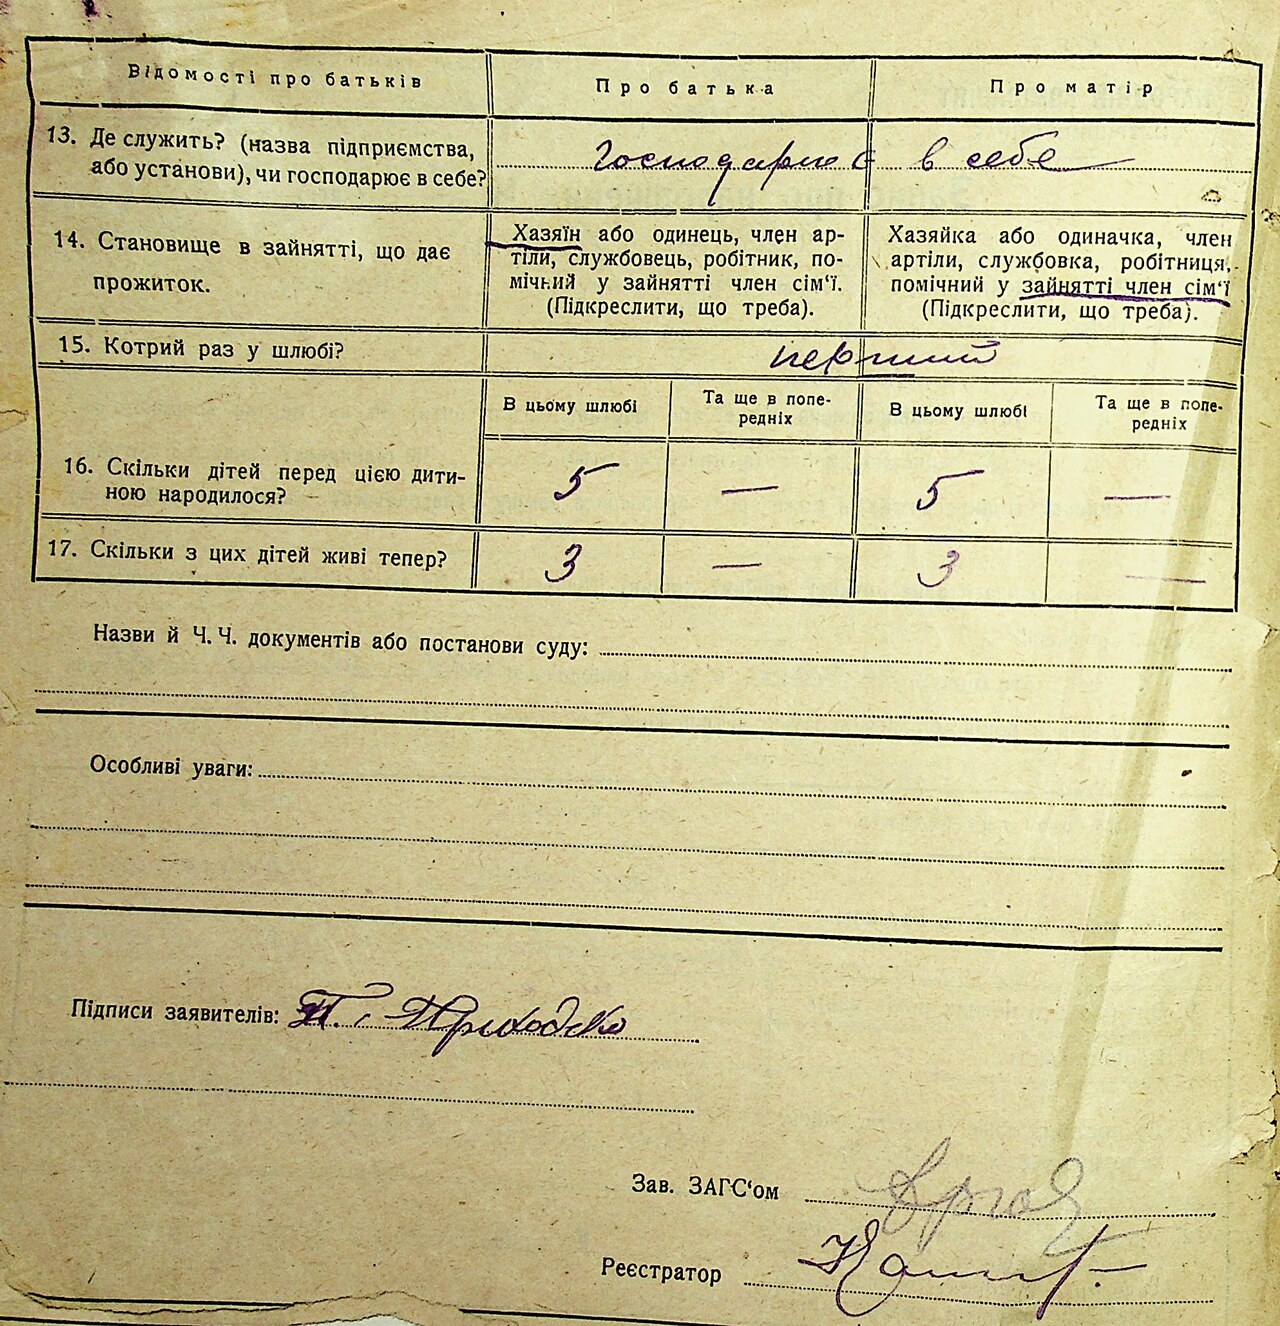 Відомості про батьків Про батька Про матір
13. Де служить? (назва підприємства, або установи), чи господарює в себе? Господарює в себе
14. Становище в зайнятті, що дає прожиток.
Хазяїн або одинець, член ар-
тіли, службовець, робітник, по-
мічний у зайнятті член сім‘ї.
(Підкреслити, що треба).
Хазяйка або одиначка, член
артіли, службовка, робітниця,
помічний у зайнятті член сім‘ї
(Підкреслити, що треба).
15. Котрий раз у шлюбі? перший
В цьому шлюбі Та ще в попе-редніх В цьому шлюбі Та ще в попе-редніх
16. Скільки дітей перед цією дити-
ною народилося? 5 — 5 —
17. Скільки з цих дітей живі тепер? 3 — 3 —
Назви й Ч. Ч. документів або постанови суду:
Особливі уваги:
Підписи заявителів: П. Приходько
Зав. ЗАГС‘ом
Реєстратор